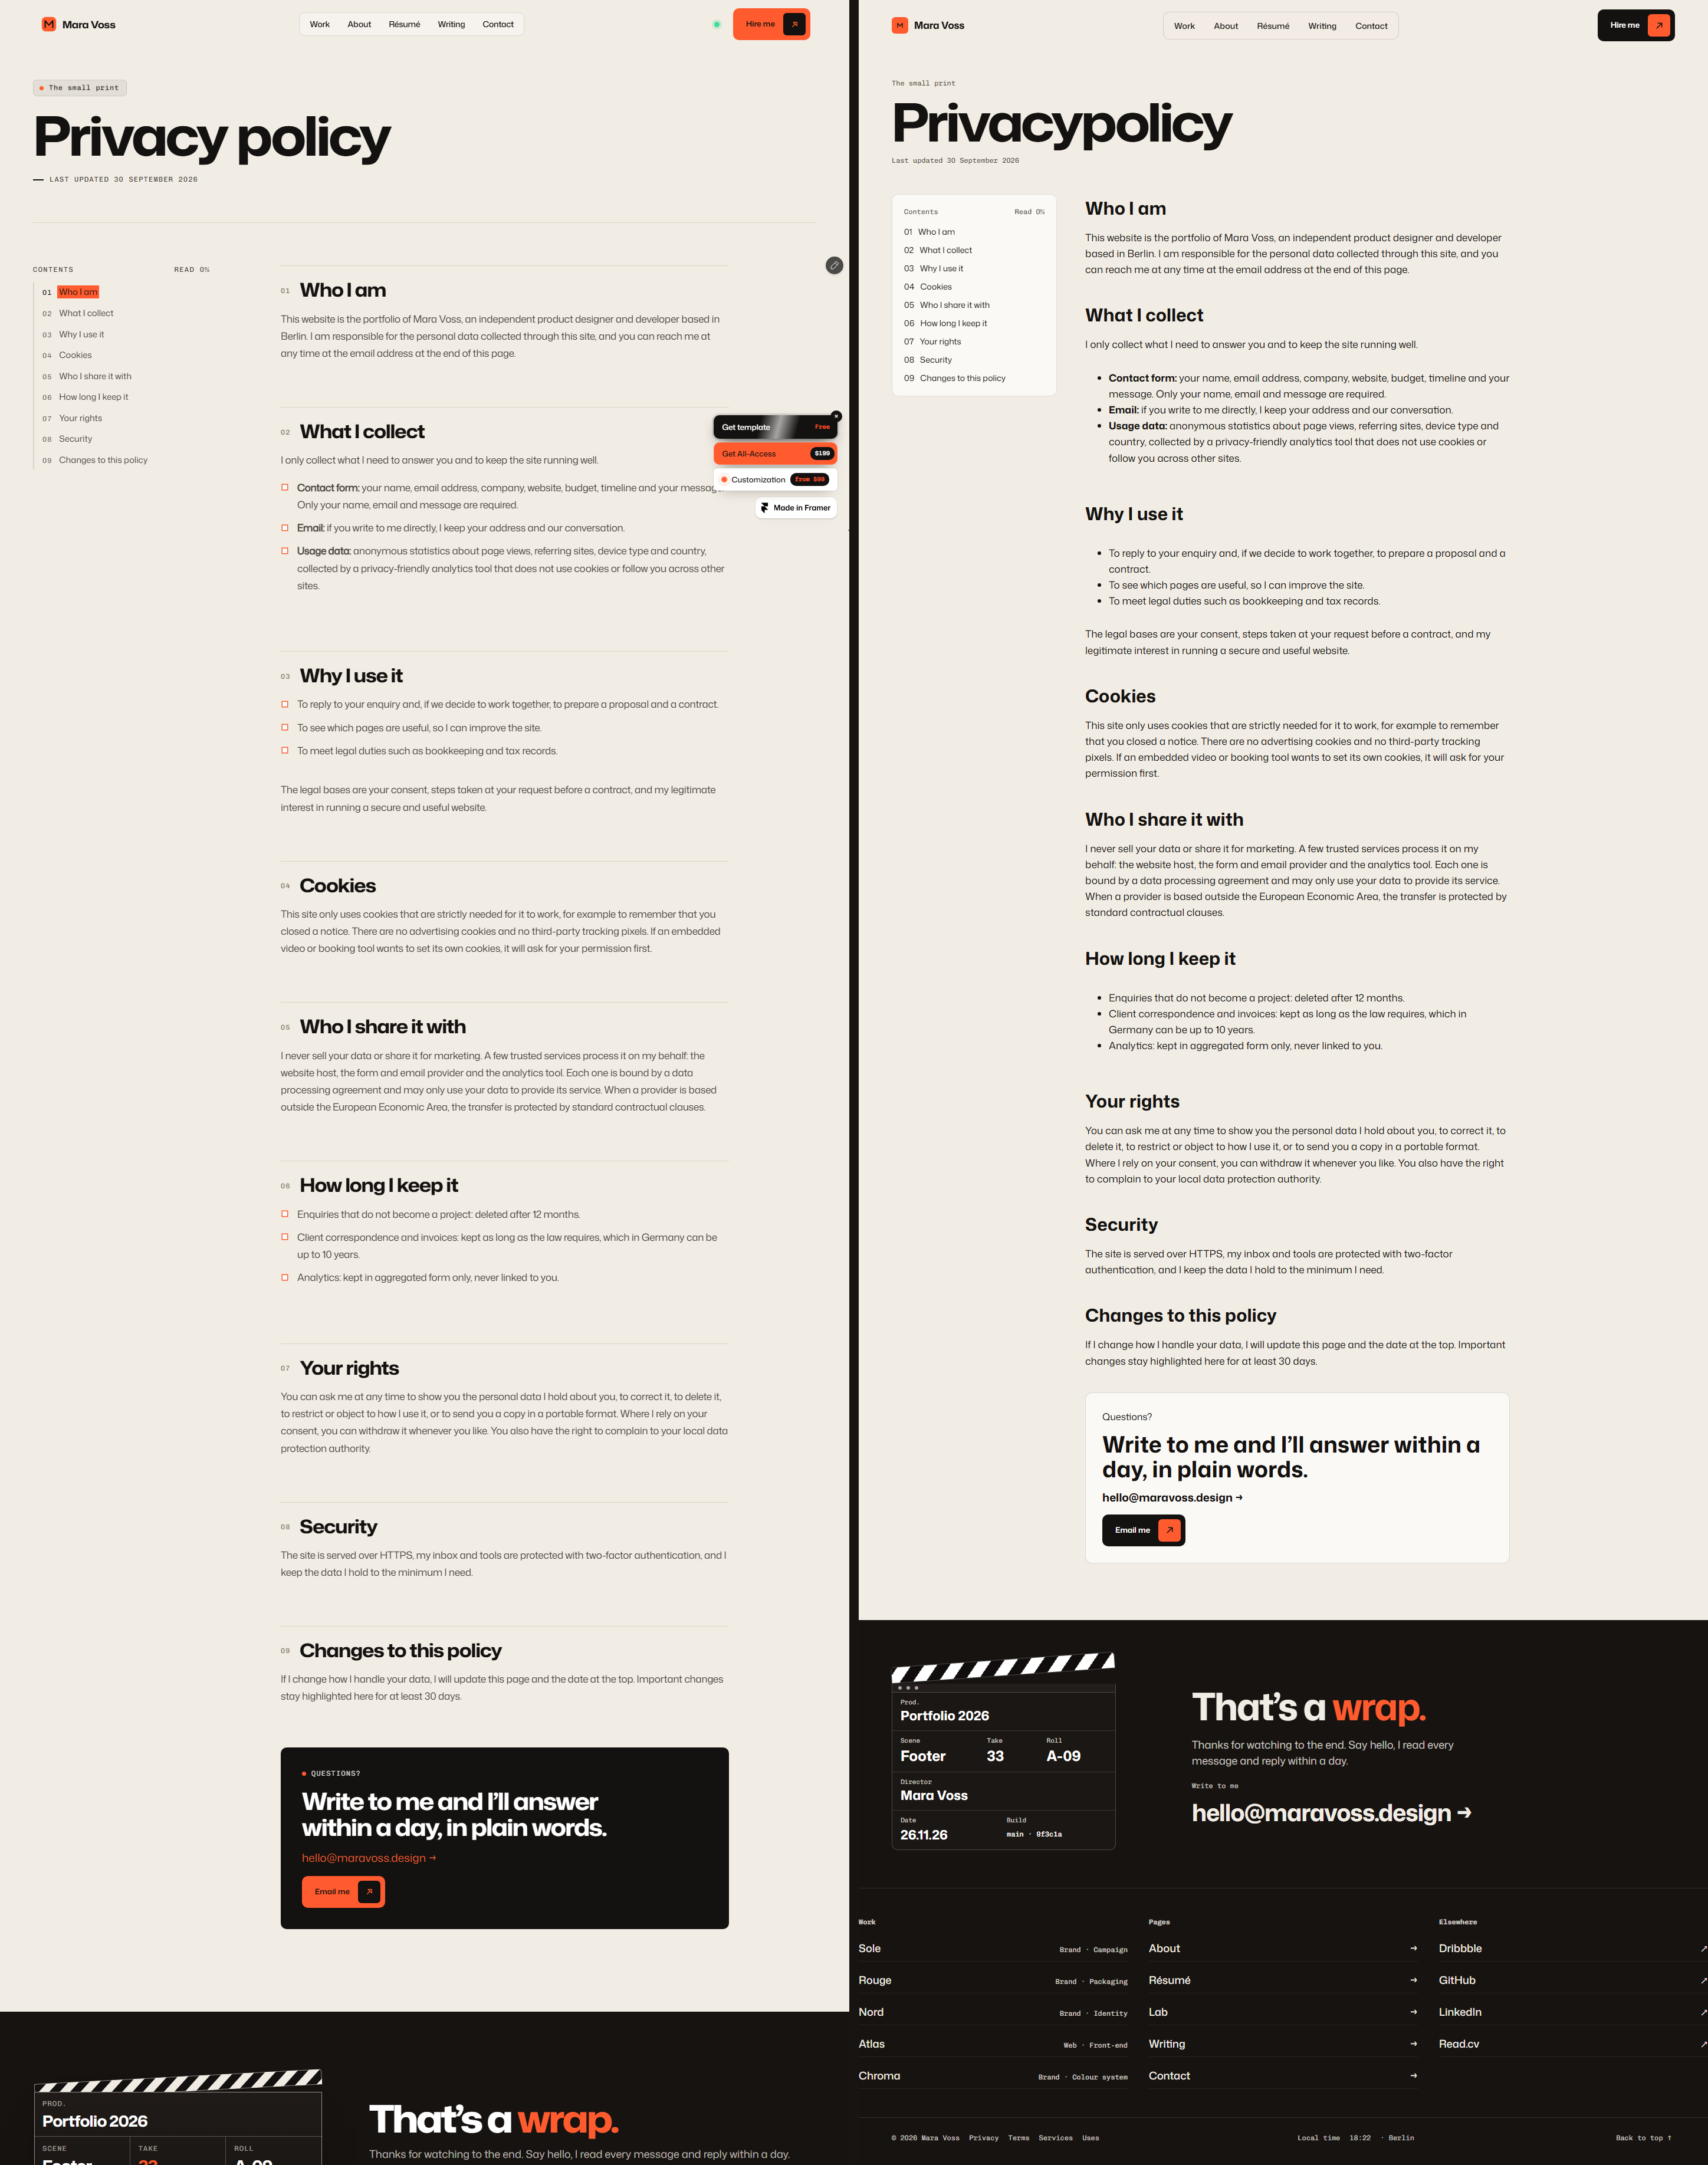 Mara Voss
Work About Résumé Writing Contact
Hire me
The small print
Privacy policy
LAST UPDATED 30 SEPTEMBER 2026
CONTENTS READ 0%
01 Who I am
02 What I collect
03 Why I use it
04 Cookies
05 Who I share it with
06 How long I keep it
07 Your rights
08 Security
09 Changes to this policy
01 Who I am
This website is the portfolio of Mara Voss, an independent product designer and developer based in
Berlin. I am responsible for the personal data collected through this site, and you can reach me at
any time at the email address at the end of this page.
02 What I collect
I only collect what I need to answer you and to keep the site running well.
Contact form: your name, email address, company, website, budget, timeline and your message.
Only your name, email and message are required.
Email: if you write to me directly, I keep your address and our conversation.
Usage data: anonymous statistics about page views, referring sites, device type and country,
collected by a privacy-friendly analytics tool that does not use cookies or follow you across other
sites.
Get template Free
Get All-Access $199
Customization from $99
Made in Framer
03 Why I use it
To reply to your enquiry and, if we decide to work together, to prepare a proposal and a contract.
To see which pages are useful, so I can improve the site.
To meet legal duties such as bookkeeping and tax records.
The legal bases are your consent, steps taken at your request before a contract, and my legitimate
interest in running a secure and useful website.
04 Cookies
This site only uses cookies that are strictly needed for it to work, for example to remember that you
closed a notice. There are no advertising cookies and no third-party tracking pixels. If an embedded
video or booking tool wants to set its own cookies, it will ask for your permission first.
05 Who I share it with
I never sell your data or share it for marketing. A few trusted services process it on my behalf: the
website host, the form and email provider and the analytics tool. Each one is bound by a data
processing agreement and may only use your data to provide its service. When a provider is based
outside the European Economic Area, the transfer is protected by standard contractual clauses.
06 How long I keep it
Enquiries that do not become a project: deleted after 12 months.
Client correspondence and invoices: kept as long as the law requires, which in Germany can be
up to 10 years.
Analytics: kept in aggregated form only, never linked to you.
07 Your rights
You can ask me at any time to show you the personal data I hold about you, to correct it, to delete it,
to restrict or object to how I use it, or to send you a copy in a portable format. Where I rely on your
consent, you can withdraw it whenever you like. You also have the right to complain to your local data
protection authority.
08 Security
The site is served over HTTPS, my inbox and tools are protected with two-factor authentication, and I
keep the data I hold to the minimum I need.
09 Changes to this policy
If I change how I handle your data, I will update this page and the date at the top. Important changes
stay highlighted here for at least 30 days.
QUESTIONS?
Write to me and I'll answer
within a day, in plain words.
hello@maravoss.design →
Email me
PROD.
Portfolio 2026
SCENE TAKE ROLL
Footer 33 A-09
That's a wrap.
Thanks for watching to the end. Say hello, I read every message and reply within a day.
Mara Voss
Work About Résumé Writing Contact
Hire me
The small print
Privacypolicy
Last updated 30 September 2026
Contents Read 0%
01 Who I am
02 What I collect
03 Why I use it
04 Cookies
05 Who I share it with
06 How long I keep it
07 Your rights
08 Security
09 Changes to this policy
Who I am
This website is the portfolio of Mara Voss, an independent product designer and developer
based in Berlin. I am responsible for the personal data collected through this site, and you
can reach me at any time at the email address at the end of this page.
What I collect
I only collect what I need to answer you and to keep the site running well.
Contact form: your name, email address, company, website, budget, timeline and your
message. Only your name, email and message are required.
Email: if you write to me directly, I keep your address and our conversation.
Usage data: anonymous statistics about page views, referring sites, device type and
country, collected by a privacy-friendly analytics tool that does not use cookies or
follow you across other sites.
Why I use it
To reply to your enquiry and, if we decide to work together, to prepare a proposal and a
contract.
To see which pages are useful, so I can improve the site.
To meet legal duties such as bookkeeping and tax records.
The legal bases are your consent, steps taken at your request before a contract, and my
legitimate interest in running a secure and useful website.
Cookies
This site only uses cookies that are strictly needed for it to work, for example to remember
that you closed a notice. There are no advertising cookies and no third-party tracking
pixels. If an embedded video or booking tool wants to set its own cookies, it will ask for your
permission first.
Who I share it with
I never sell your data or share it for marketing. A few trusted services process it on my
behalf: the website host, the form and email provider and the analytics tool. Each one is
bound by a data processing agreement and may only use your data to provide its service.
When a provider is based outside the European Economic Area, the transfer is protected by
standard contractual clauses.
How long I keep it
Enquiries that do not become a project: deleted after 12 months.
Client correspondence and invoices: kept as long as the law requires, which in
Germany can be up to 10 years.
Analytics: kept in aggregated form only, never linked to you.
Your rights
You can ask me at any time to show you the personal data I hold about you, to correct it, to
delete it, to restrict or object to how I use it, or to send you a copy in a portable format.
Where I rely on your consent, you can withdraw it whenever you like. You also have the right
to complain to your local data protection authority.
Security
The site is served over HTTPS, my inbox and tools are protected with two-factor
authentication, and I keep the data I hold to the minimum I need.
Changes to this policy
If I change how I handle your data, I will update this page and the date at the top. Important
changes stay highlighted here for at least 30 days.
Questions?
Write to me and I'll answer within a
day, in plain words.
hello@maravoss.design →
Email me
Prod.
Portfolio 2026
Scene Take Roll
Footer 33 A-09
Director
Mara Voss
Date Build
26.11.26 main · 9f3c1a
That's a wrap.
Thanks for watching to the end. Say hello, I read every
message and reply within a day.
Write to me
hello@maravoss.design →
Work Pages Elsewhere
Sole Brand · Campaign About → Dribbble ↗
Rouge Brand · Packaging Résumé → GitHub ↗
Nord Brand · Identity Lab → LinkedIn ↗
Atlas Web · Front-end Writing → Read.cv ↗
Chroma Brand · Colour system Contact →
© 2026 Mara Voss Privacy Terms Services Uses Local time 18:22 · Berlin Back to top ↑